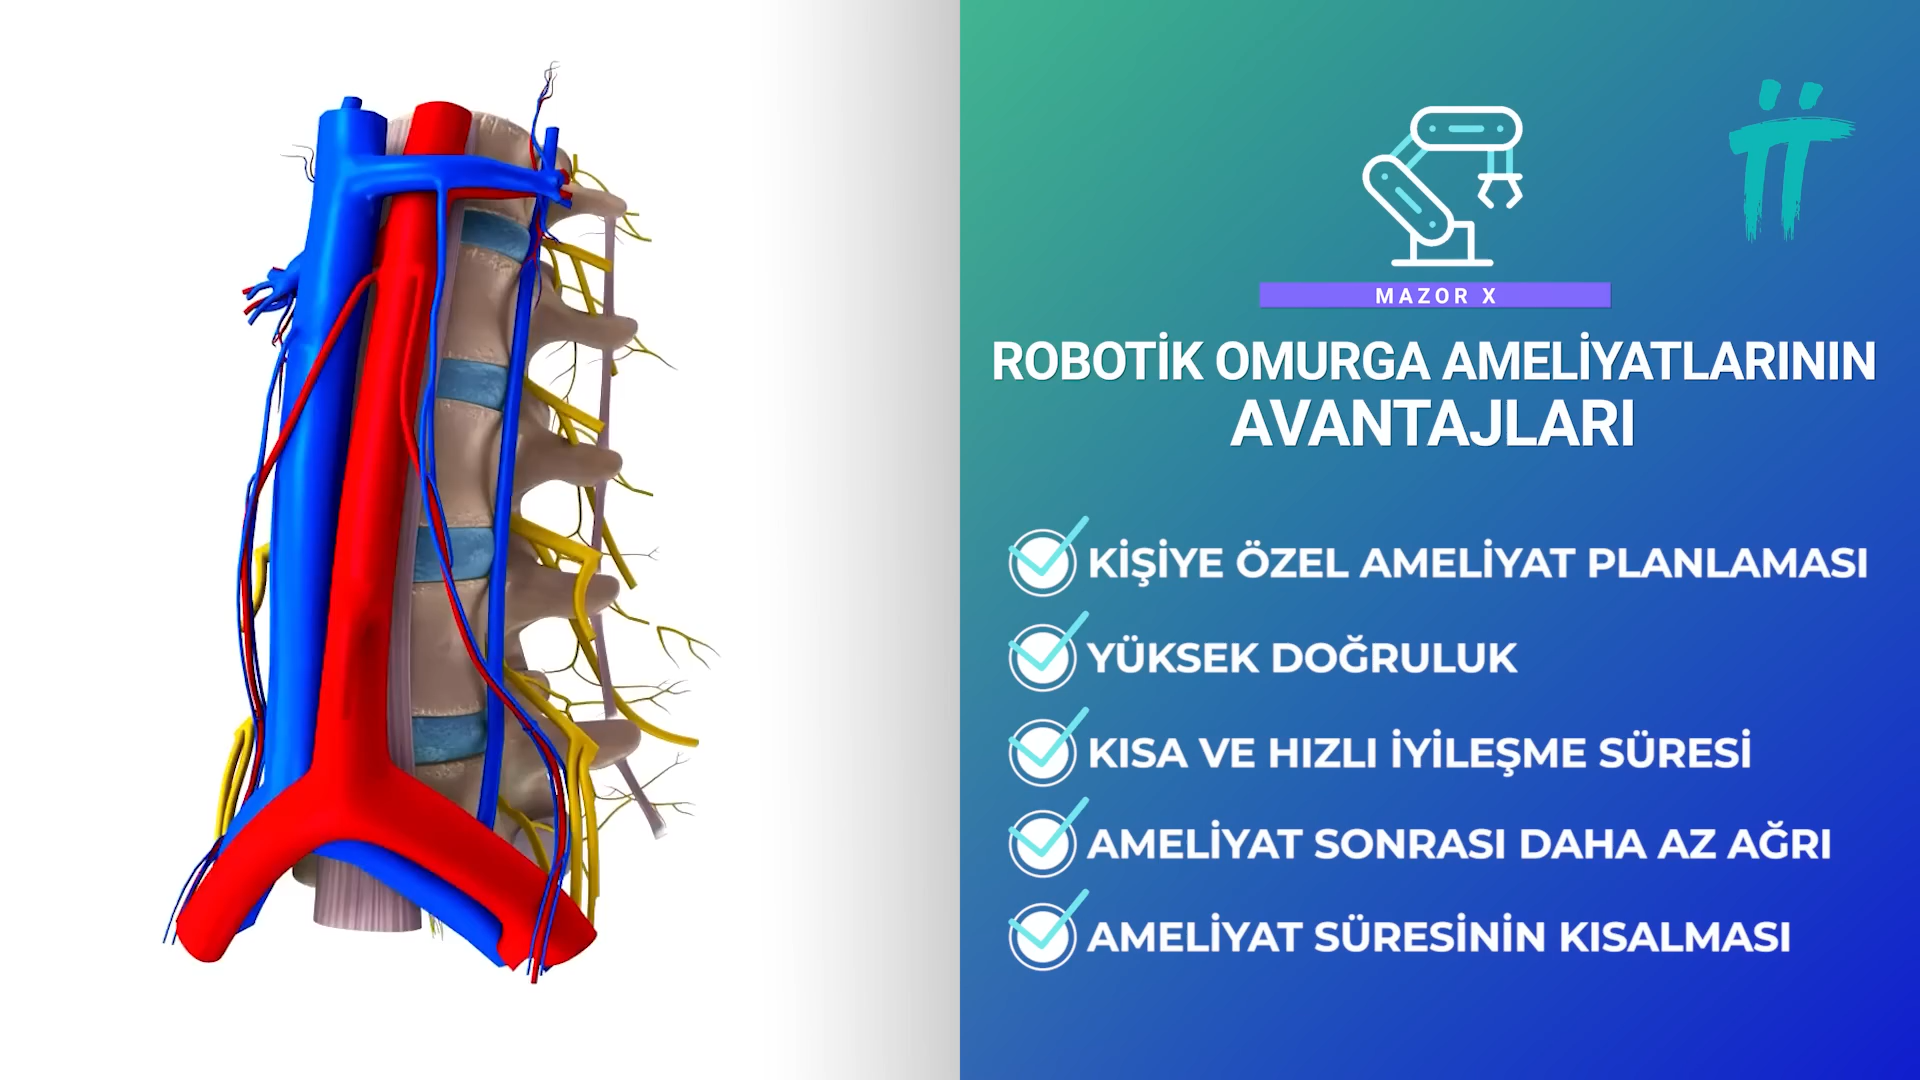 MAZOR X
ROBOTİK OMURGA AMELİYATLARININ
AVANTAJLARI
KİŞİYE ÖZEL AMELİYAT PLANLAMASI
YÜKSEK DOĞRULUK
KISA VE HIZLI İYİLEŞME SÜRESİ
AMELİYAT SONRASI DAHA AZ AĞRI
AMELİYAT SÜRESİNİN KISALMASI